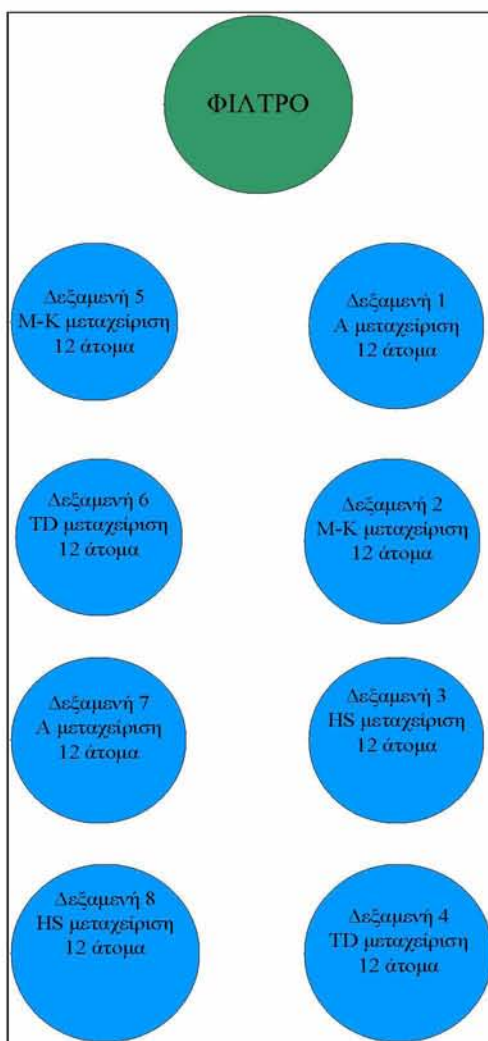 ΦΙΛΤΡΟ
Δεξαμενή 5
Μ-Κ μεταχείριση
12 άτομα
Δεξαμενή 1
Α μεταχείριση
12 άτομα
Δεξαμενή 6
TD μεταχείριση
12 άτομα
Δεξαμενή 2
Μ-Κ μεταχείριση
12 άτομα
Δεξαμενή 7
Α μεταχείριση
12 άτομα
Δεξαμενή 3
HS μεταχείριση
12 άτομα
Δεξαμενή 8
HS μεταχείριση
12 άτομα
Δεξαμενή 4
TD μεταχείριση
12 άτομα